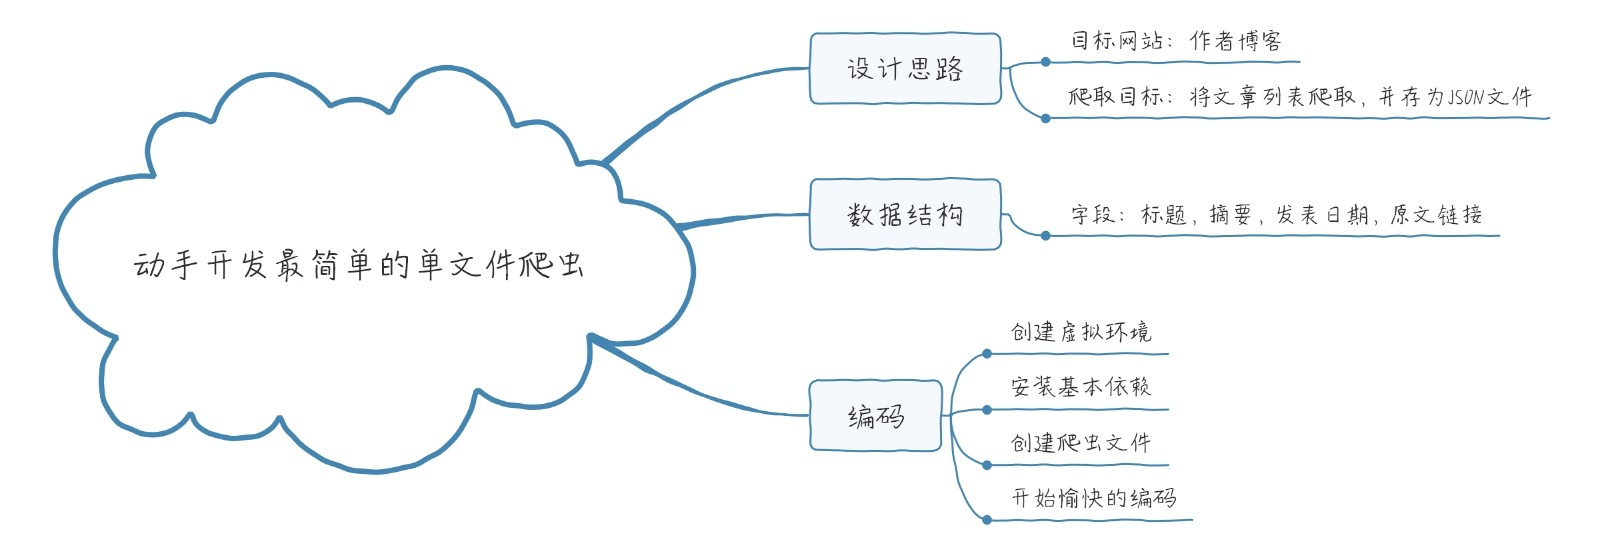 动手开发最简单的单文件爬虫
设计思路
目标网站：作者博客
爬取目标：将文章列表爬取，并存为JSON文件
数据结构
字段：标题，摘要，发表日期，原文链接
编码
创建虚拟环境
安装基本依赖
创建爬虫文件
开始愉快的编码